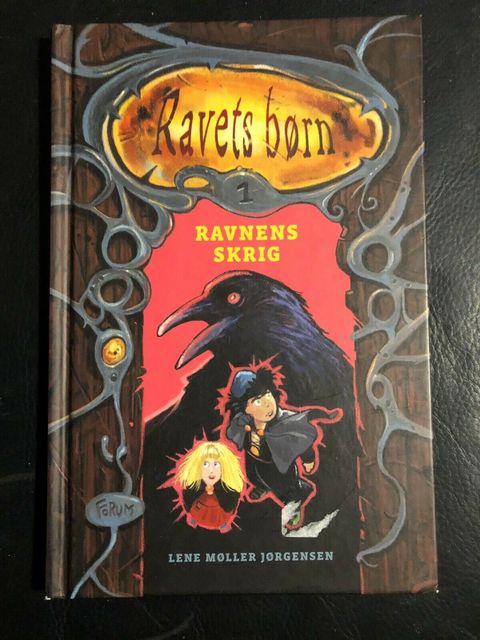 Ravets børn
1
RAVNENS
SKRIG
FORUM
LENE MØLLER JØRGENSEN